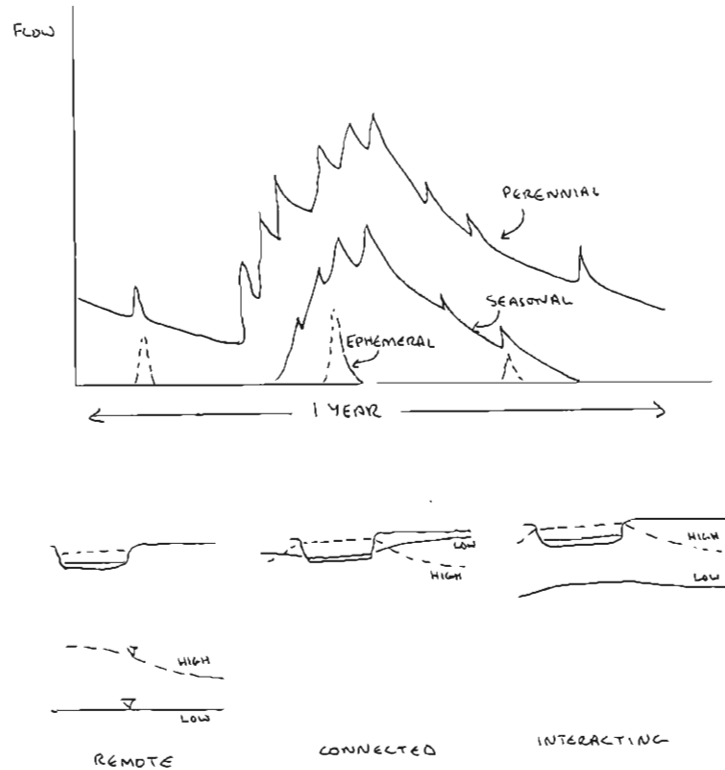 FLOW
PERENNIAL
SEASONAL
EPHEMERAL
1 YEAR
HIGH
LOW
REMOTE
LOW
HIGH
CONNECTED
HIGH
LOW
INTERACTING